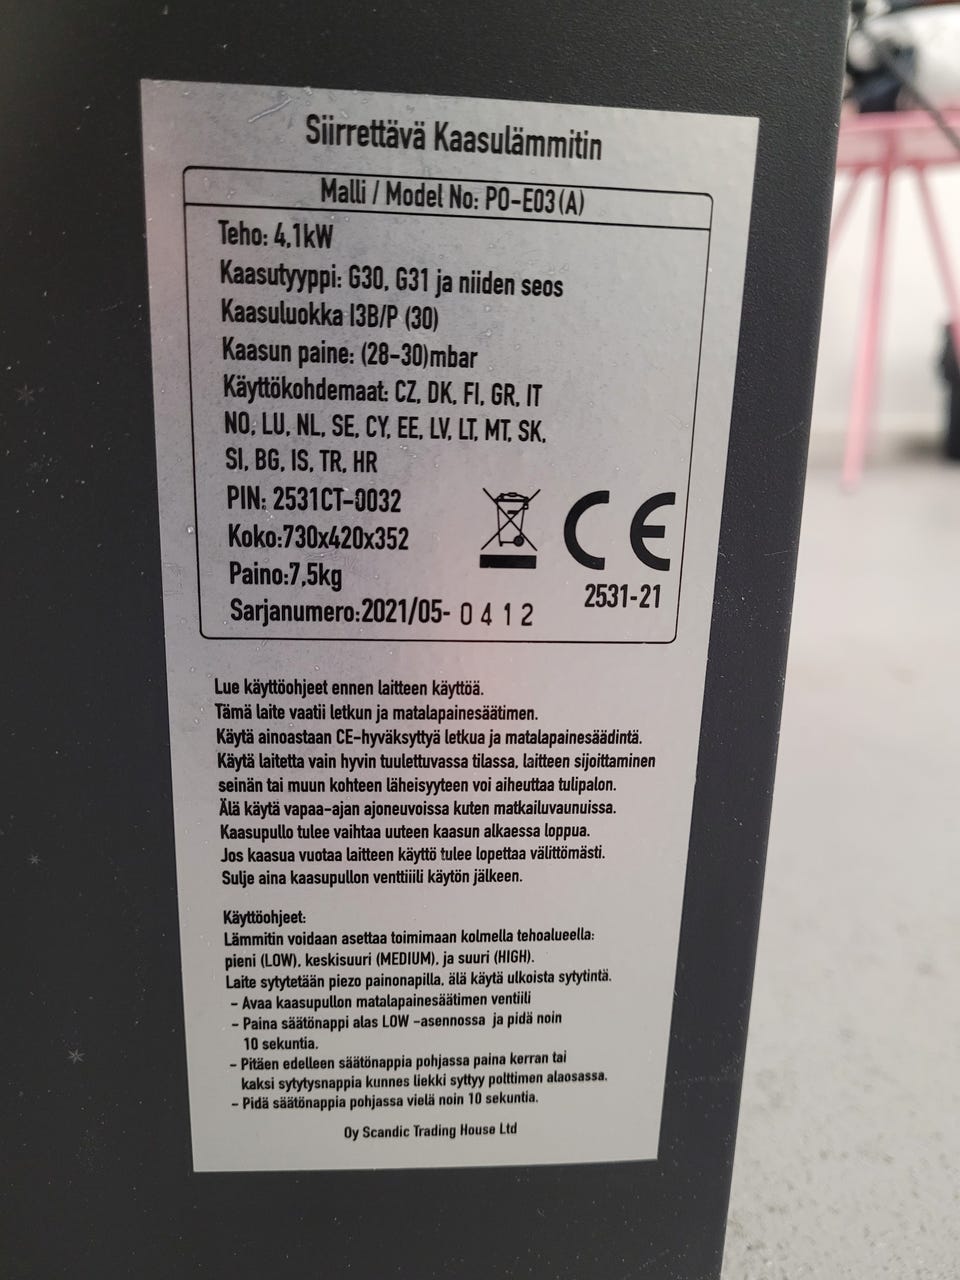 Siirrettävä Kaasulämmitin
Malli / Model No: PO-E03(A)
Teho: 4,1kW
Kaasutyyppi: G30, G31 ja niiden seos
Kaasuluokka I3B/P (30)
Kaasun paine: (28-30)mbar
Käyttökohdemaat: CZ, DK, FI, GR, IT
NO, LU, NL, SE, CY, EE, LV, LT, MT, SK,
SI, BG, IS, TR, HR
PIN: 2531CT-0032
Koko:730x420x352
Paino:7,5kg
Sarjanumero:2021/05- 0412
CE
2531-21
Lue käyttöohjeet ennen laitteen käyttöä.
Tämä laite vaatii letkun ja matalapainesäätimen.
Käytä ainoastaan CE-hyväksyttyä letkua ja matalapainesäädintä.
Käytä laitetta vain hyvin tuulettuvassa tilassa, laitteen sijoittaminen
seinän tai muun kohteen läheisyyteen voi aiheuttaa tulipalon.
Älä käytä vapaa-ajan ajoneuvoissa kuten matkailuvaunuissa.
Kaasupullo tulee vaihtaa uuteen kaasun alkaessa loppua.
Jos kaasua vuotaa laitteen käyttö tulee lopettaa välittömästi.
Sulje aina kaasupullon venttiiili käytön jälkeen.
Käyttöohjeet:
Lämmitin voidaan asettaa toimimaan kolmella tehoalueella:
pieni (LOW), keskisuuri (MEDIUM), ja suuri (HIGH).
Laite sytytetään piezo painonapilla, älä käytä ulkoista sytytintä.
- Avaa kaasupullon matalapainesäätimen ventiili
- Paina säätönappi alas LOW -asennossa ja pidä noin
10 sekuntia.
- Pitäen edelleen säätönappia pohjassa paina kerran tai
kaksi sytytysnappia kunnes liekki syttyy polttimen alaosassa.
- Pidä säätönappia pohjassa vielä noin 10 sekuntia.
Oy Scandic Trading House Ltd